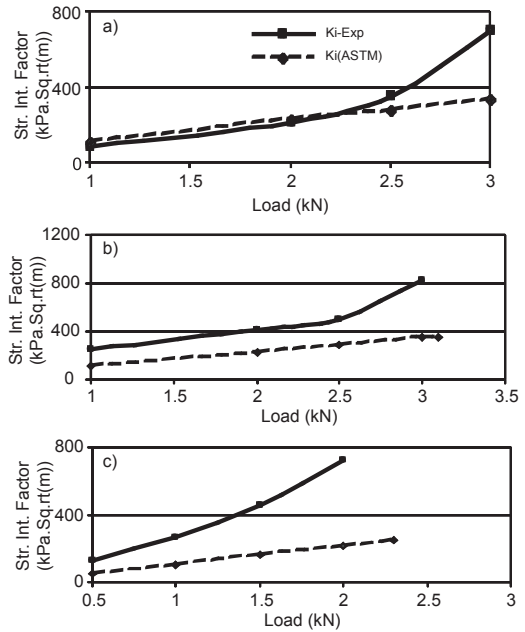 a)
Ki-Exp
Ki(ASTM)
Str. Int. Factor
(kPa.Sq.rt(m))
800
400
0
1 1.5 2 2.5 3
Load (kN)
b)
Str. Int. Factor
(kPa.Sq.rt(m))
1200
800
400
0
1 1.5 2 2.5 3 3.5
Load (kN)
c)
Str. Int. Factor
(kPa.Sq.rt(m))
800
400
0
0.5 1 1.5 2 2.5 3
Load (kN)